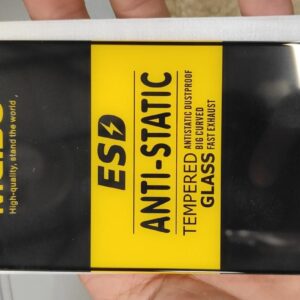 High-quality, stand the world,
ESD
ANTI-STATIC
TEMPERED
GLASS
ANTISTATIC DUSTPROOF
BIG CURVED
FAST EXHAUST